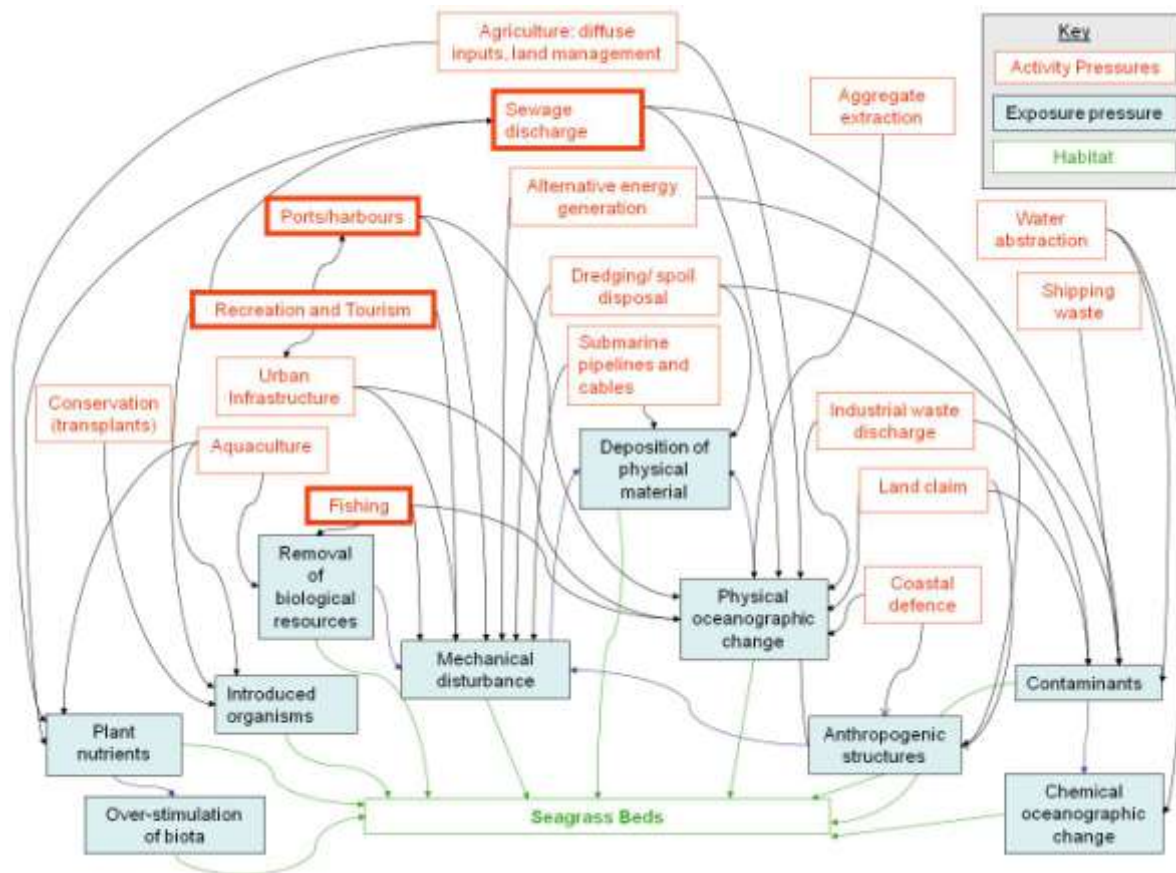 Key
Activity Pressures
Exposure pressure
Habitat
Agriculture: diffuse
inputs, land management
Sewage
discharge
Aggregate
extraction
Alternative energy
generation
Ports/harbours
Water
abstraction
Dredging/ spoil
disposal
Shipping
waste
Recreation and Tourism
Submarine
pipelines and
cables
Urban
Infrastructure
Conservation
(transplants)
Industrial waste
discharge
Aquaculture
Deposition of
physical
material
Land claim
Fishing
Removal
of
biological
resources
Physical
oceanographic
change
Coastal
defence
Mechanical
disturbance
Contaminants
Introduced
organisms
Plant
nutrients
Anthropogenic
structures
Over-stimulation
of biota
Seagrass Beds
Chemical
oceanographic
change